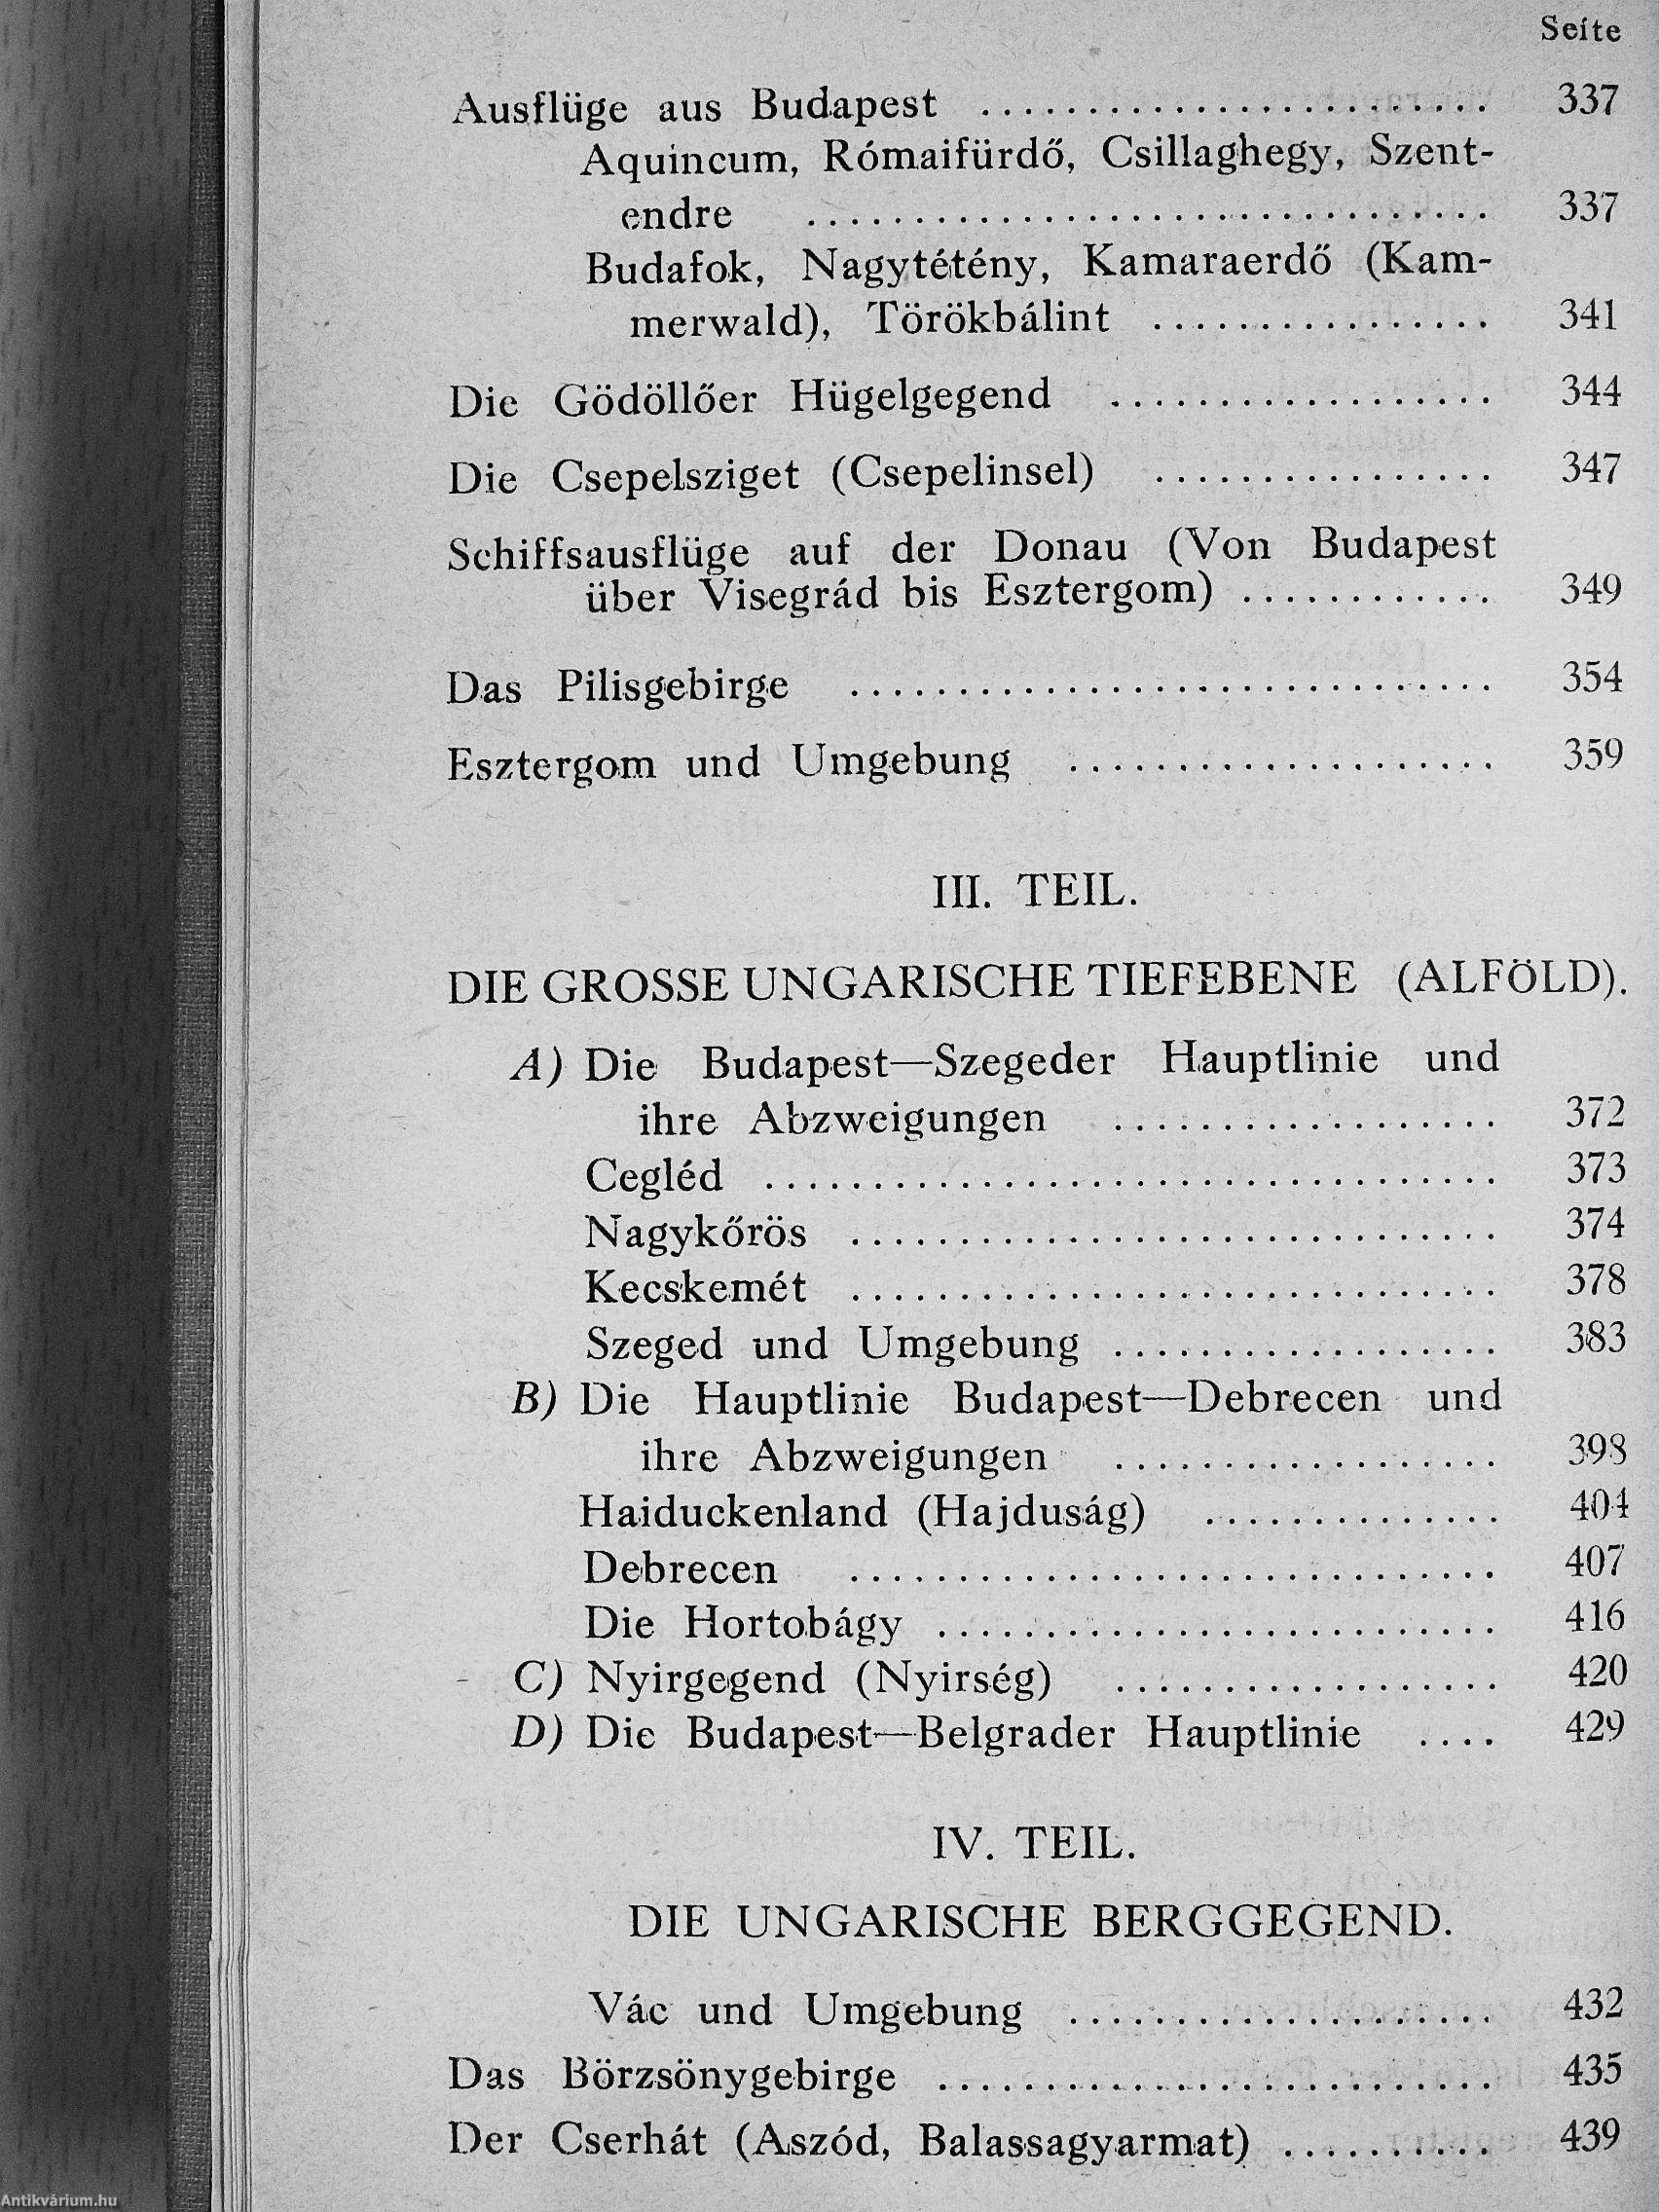 Seite
Ausflüge aus Budapest ........................ 337
Aquincum, Rómaifürdő, Csillaghegy, Szent-
endre ................................ 337
Budafok, Nagytétény, Kamaraerdő (Kam-
merwald), Törökbálint ................ 341
Die Gödöllőer Hügelgegend .................. 344
Die Csepelsziget (Csepelinsel) ................ 347
Schiffsausflüge auf der Donau (Von Budapest
über Visegrád bis Esztergom) ............ 349
Das Pilisgebirge .............................. 354
Esztergom und Umgebung .................... 359
III. TEIL.
DIE GROSSE UNGARISCHE TIEFEBENE (ALFÖLD).
A) Die Budapest—Szegeder Hauptlinie und
ihre Abzweigungen .................. 372
Cegléd .................................. 373
Nagykőrös .............................. 374
Kecskemét .............................. 378
Szeged und Umgebung .................. 383
B) Die Hauptlinie Budapest—Debrecen und
ihre Abzweigungen .................. 398
Haiduckenland (Hajduság) .............. 404
Debrecen .............................. 407
Die Hortobágy .......................... 416
C) Nyirgegend (Nyirség) .................. 420
D) Die Budapest—Belgrader Hauptlinie .... 429
IV. TEIL.
DIE UNGARISCHE BERGGEGEND.
Vác und Umgebung .................... 432
Das Börzsönygebirge .......................... 435
Der Cserhát (Aszód, Balassagyarmat) .......... 439
Antikvárium.hu